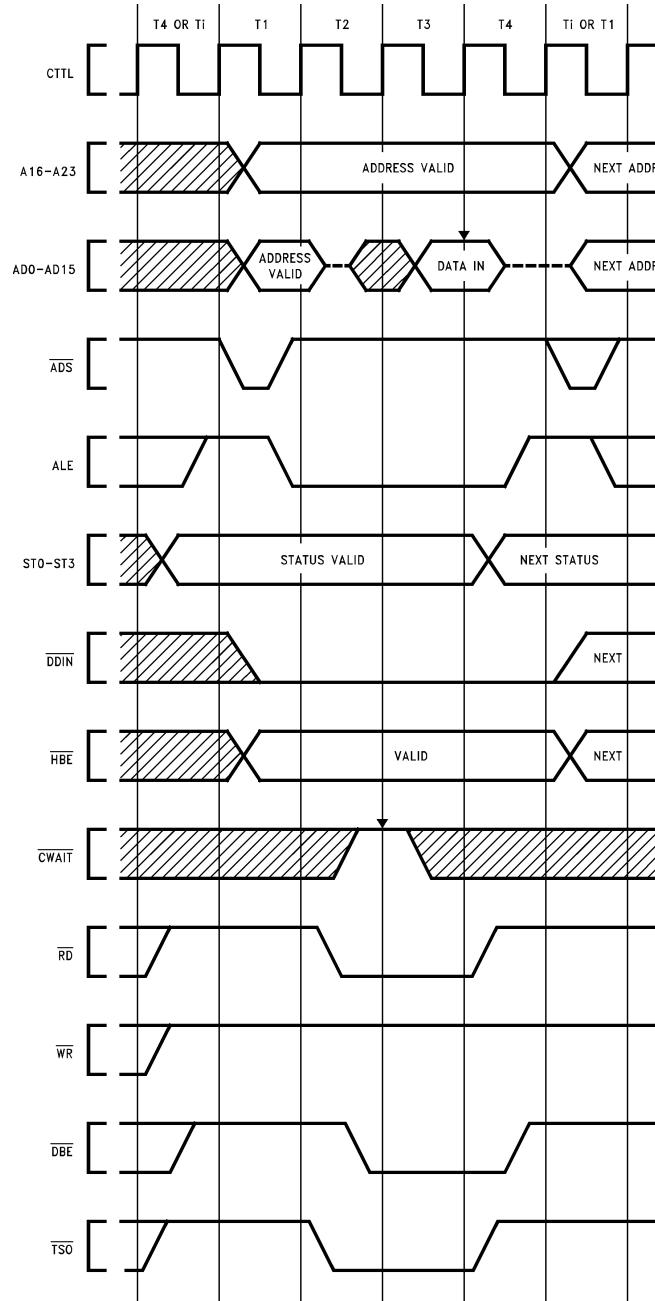 T4 OR Ti T1 T2 T3 T4 Ti OR T1
CTTL
A16-A23 ADDRESS VALID NEXT ADDR
AD0-AD15 ADDRESS VALID DATA IN NEXT ADDR
ADS
ALE
ST0-ST3 STATUS VALID NEXT STATUS
DDIN NEXT
HBE VALID NEXT
CWAIT
RD
WR
DBE
TSO